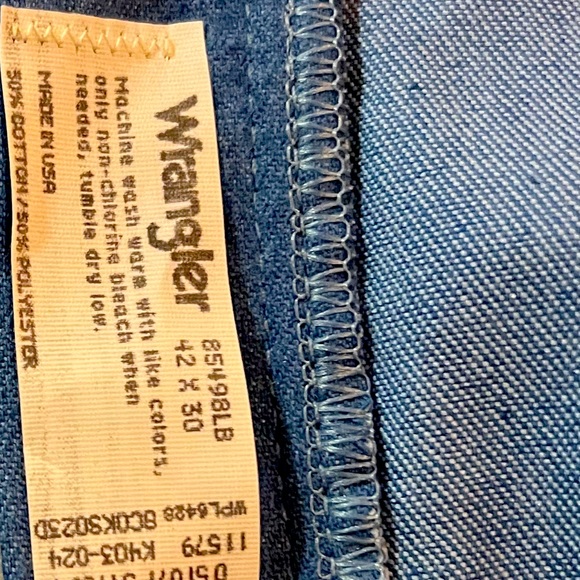 Wrangler
85498LB
42 X 30
Machine wash warm with like colors,
only non-chlorine bleach when
needed, tumble dry low.
MADE IN USA
50% COTTON / 50% POLYESTER
WPL6428 8COKS023D
11579 K403-024